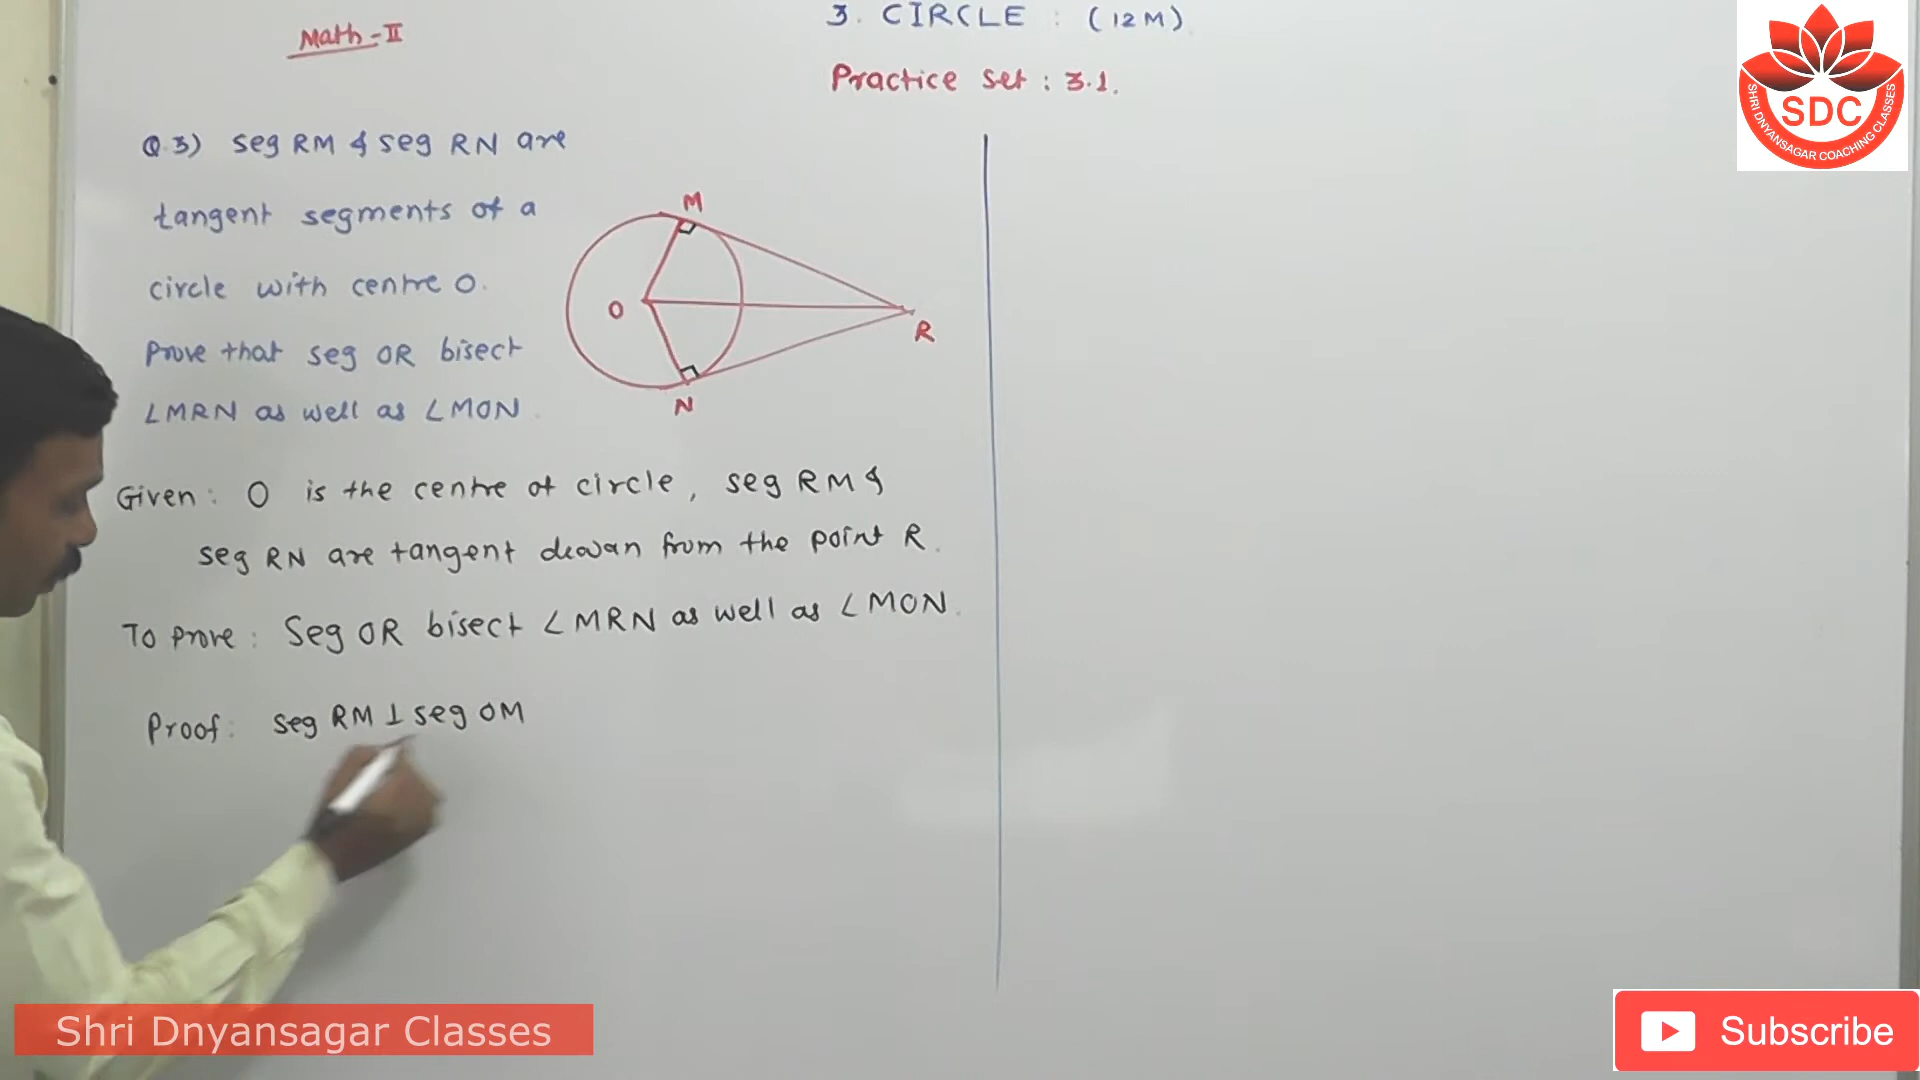 Math-II
3. CIRCLE : (12M)
Practice set : 3.1.
Q.3) seg RM & seg RN are
tangent segments of a
circle with centre O.
Prove that seg OR bisect
∠MRN as well as ∠MON.
M
O
R
N
Given: O is the centre of circle, seg RM &
seg RN are tangent drawn from the point R.
To prove: Seg OR bisect ∠MRN as well as ∠MON.
Proof: seg RM ⊥ seg OM
SDC
SHRI DNYANSAGAR COACHING CLASSES
Shri Dnyansagar Classes
Subscribe